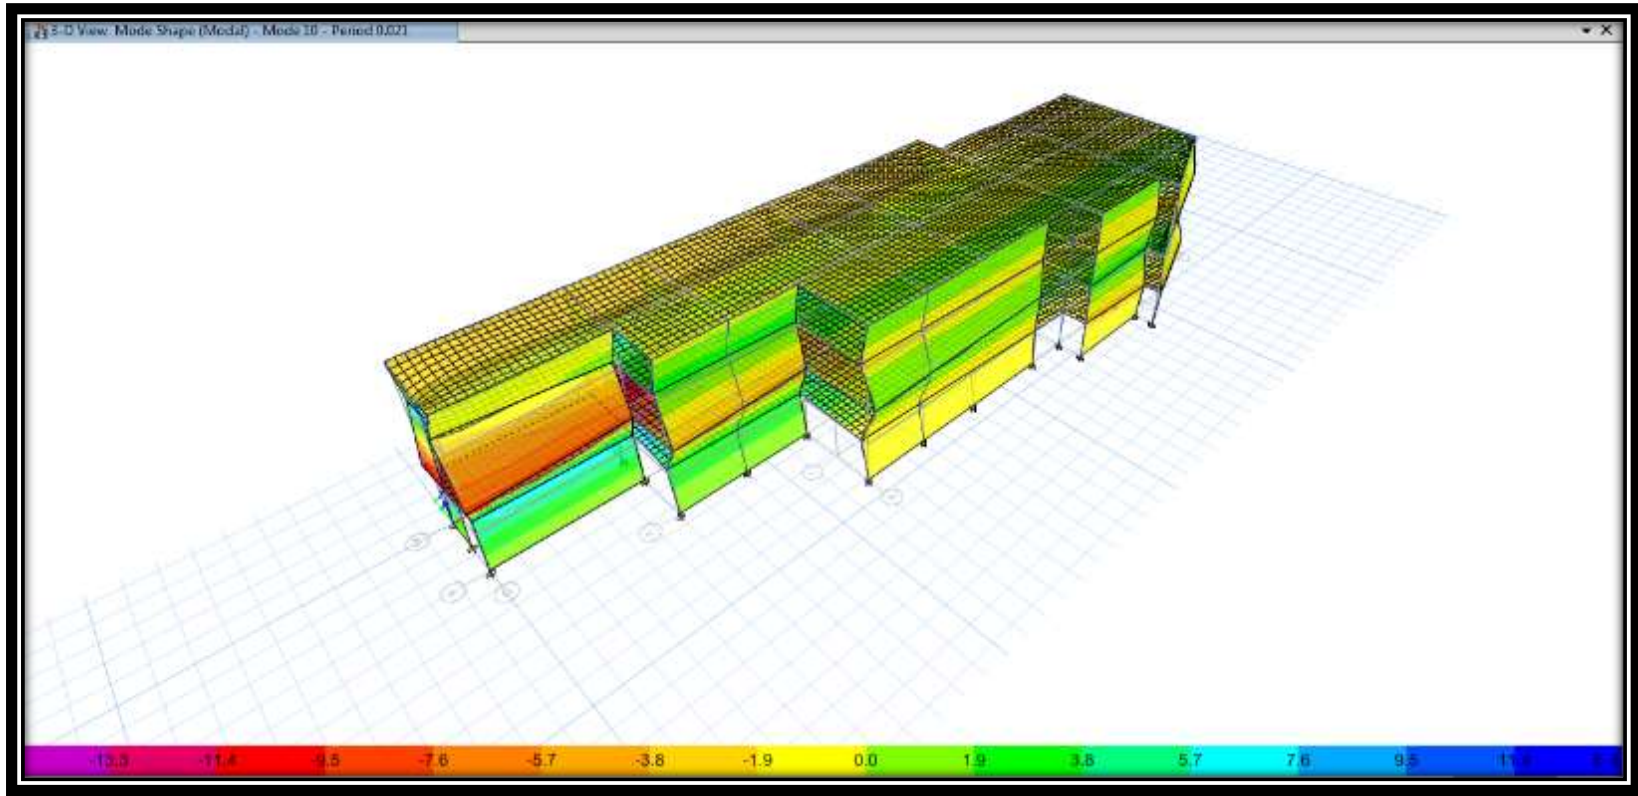 3-D View Mode Shape (Modal) - Mode 10 - Period 0.021
-13.3 -11.4 -9.5 -7.6 -5.7 -3.8 -1.9 0.0 1.9 3.8 5.7 7.6 9.5